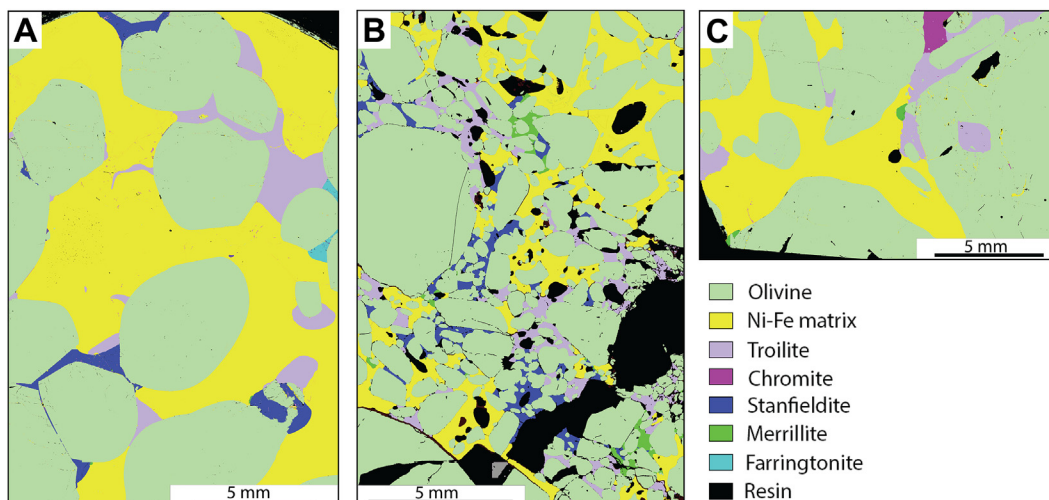 A
B
C
5 mm
5 mm
5 mm
Olivine
Ni-Fe matrix
Troilite
Chromite
Stanfieldite
Merrillite
Farringtonite
Resin